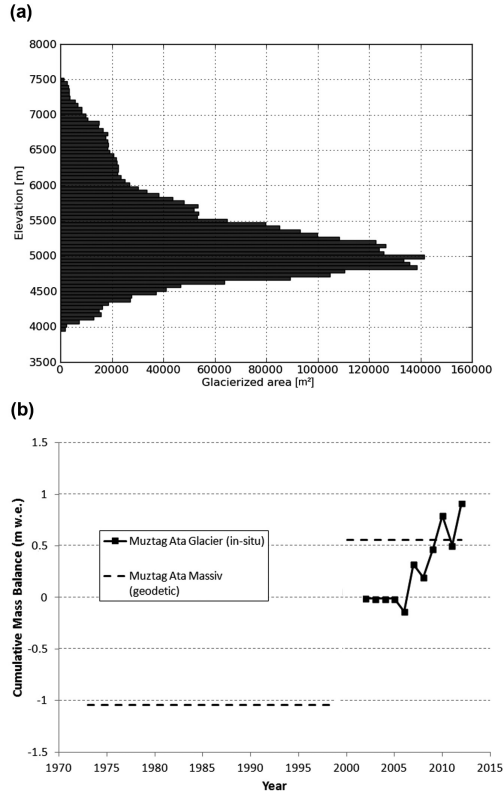 (a)
8000
7500
7000
6500
6000
5500
5000
4500
4000
3500
Elevation [m]
0 20000 40000 60000 80000 100000 120000 140000 160000
Glacierized area [m²]
(b)
1.5
1
0.5
0
-0.5
-1
-1.5
Cumulative Mass Balance (m w.e.)
Muztag Ata Glacier (in-situ)
Muztag Ata Massiv
(geodetic)
1970 1975 1980 1985 1990 1995 2000 2005 2010 2015
Year